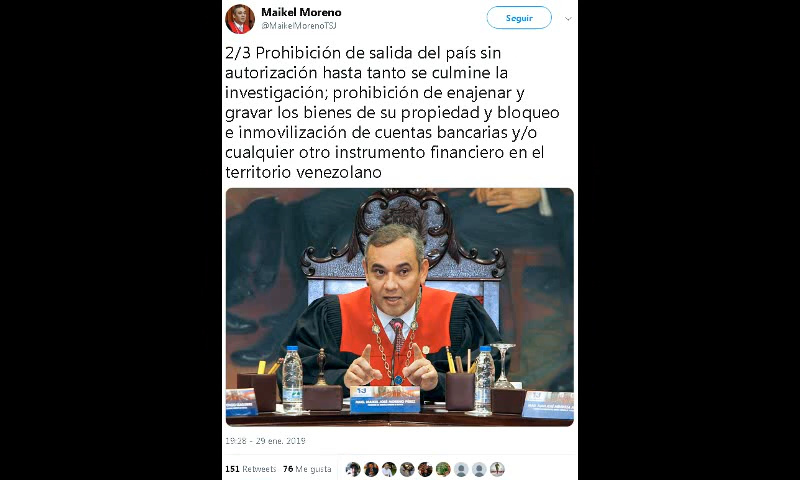 Maikel Moreno
@MaikelMorenoTSJ
Seguir
2/3 Prohibición de salida del país sin
autorización hasta tanto se culmine la
investigación; prohibición de enajenar y
gravar los bienes de su propiedad y bloqueo
e inmovilización de cuentas bancarias y/o
cualquier otro instrumento financiero en el
territorio venezolano
19:28 - 29 ene. 2019
151 Retweets 76 Me gusta